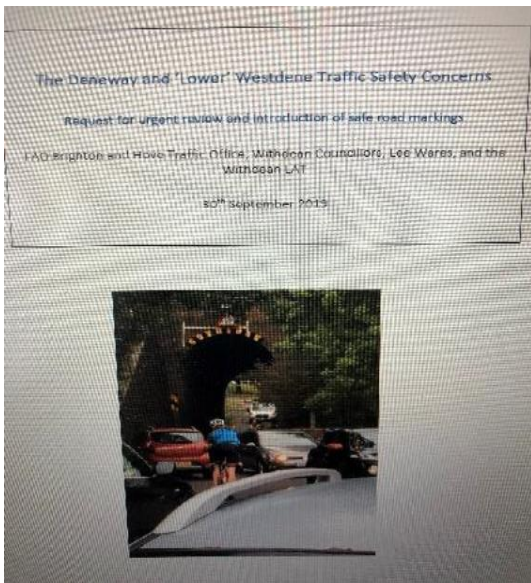 The Deneway and 'Lower' Westdene Traffic Safety Concerns
Request for urgent review and introduction of safe road markings
FAO Brighton and Hove Traffic Office, Withdean Councillors, Lee Wares, and the
Withdean LAT
30th September 2019